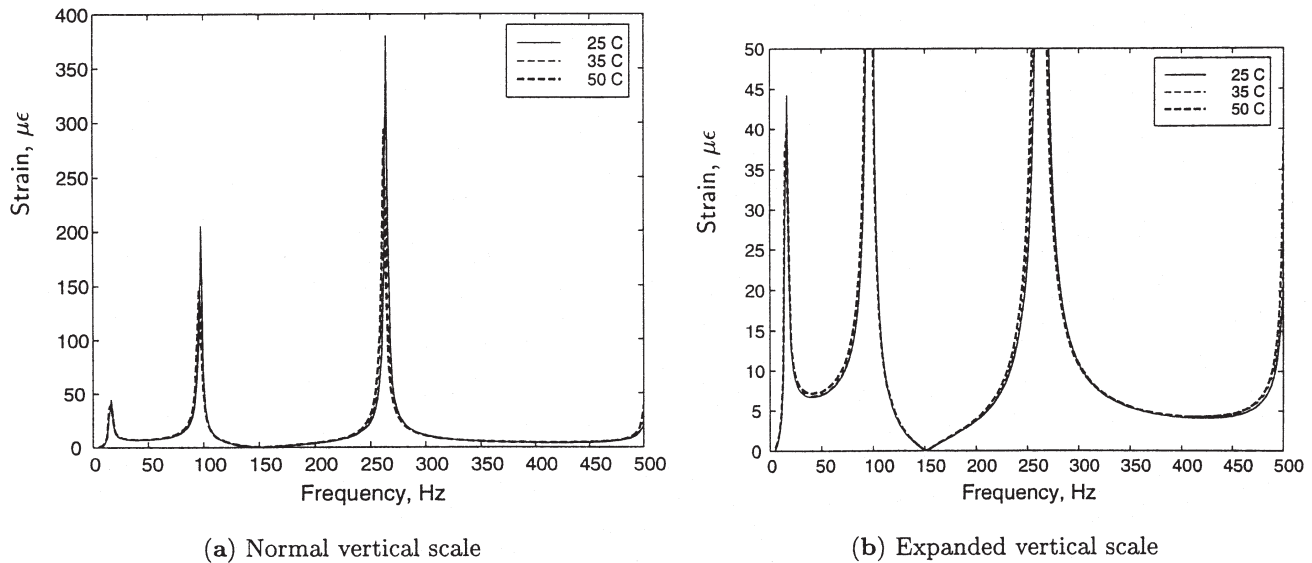 400
350
300
250
200
150
100
50
0
Strain, με
25 C
35 C
50 C
0 50 100 150 200 250 300 350 400 450 500
Frequency, Hz
(a) Normal vertical scale
50
45
40
35
30
25
20
15
10
5
0
Strain, με
25 C
35 C
50 C
0 50 100 150 200 250 300 350 400 450 500
Frequency, Hz
(b) Expanded vertical scale